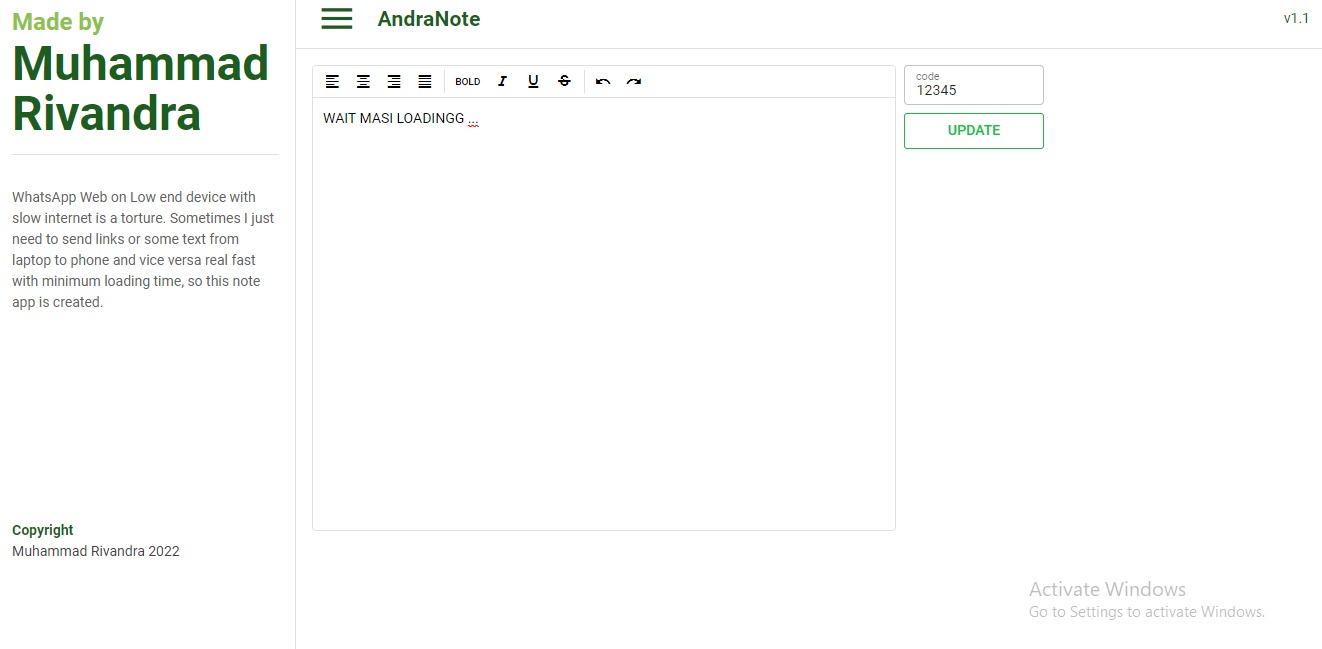 Made by
Muhammad
Rivandra
WhatsApp Web on Low end device with
slow internet is a torture. Sometimes I just
need to send links or some text from
laptop to phone and vice versa real fast
with minimum loading time, so this note
app is created.
Copyright
Muhammad Rivandra 2022
AndraNote
v1.1
BOLD I U S
WAIT MASI LOADINGG ...
code
12345
UPDATE
Activate Windows
Go to Settings to activate Windows.